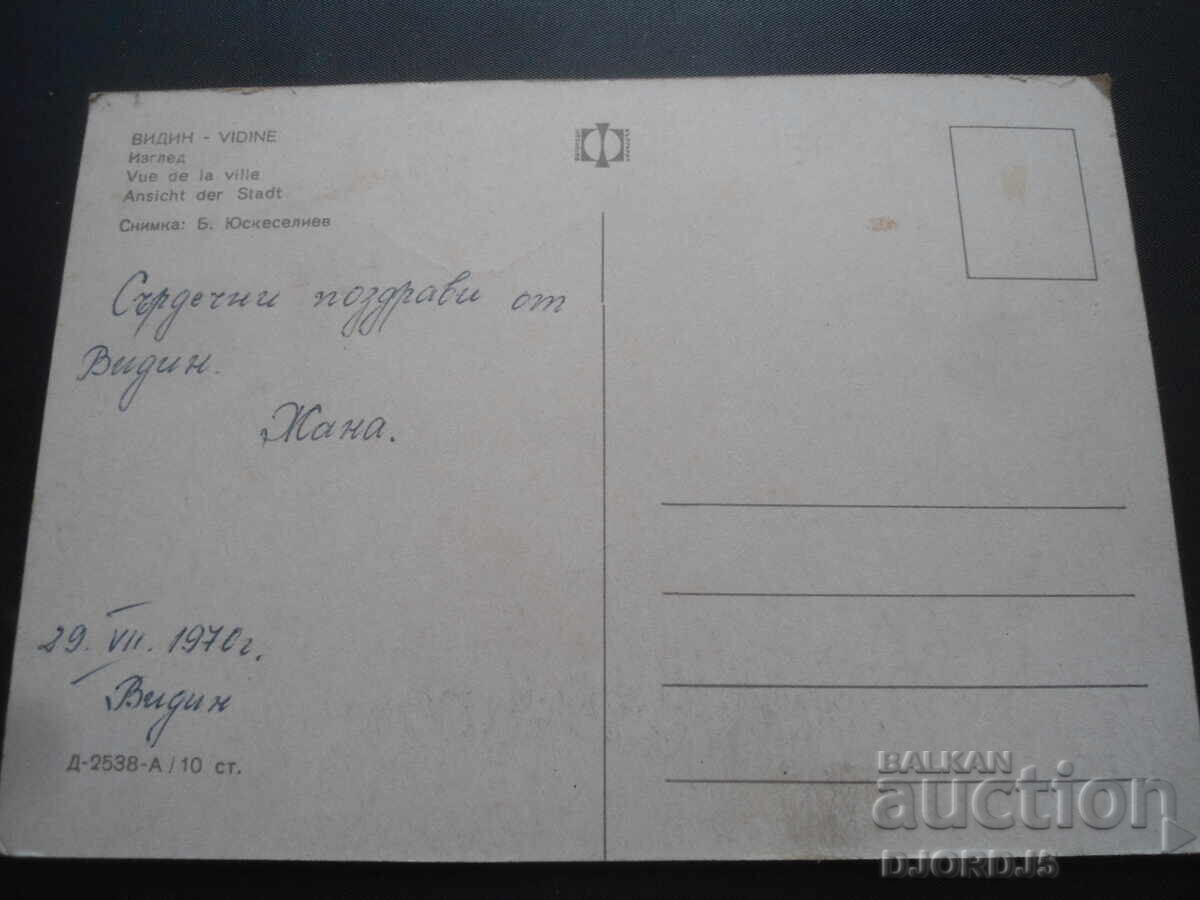 ВИДИН - VIDINE
Изглед
Vue de la ville
Ansicht der Stadt
Снимка: Б. Юскеселиев
Сърдечни поздрави от
Видин.
Жана.
29. VII. 1970г.
Видин
Д-2538-А/10 ст.
BALKAN
auction
DJORDJ5